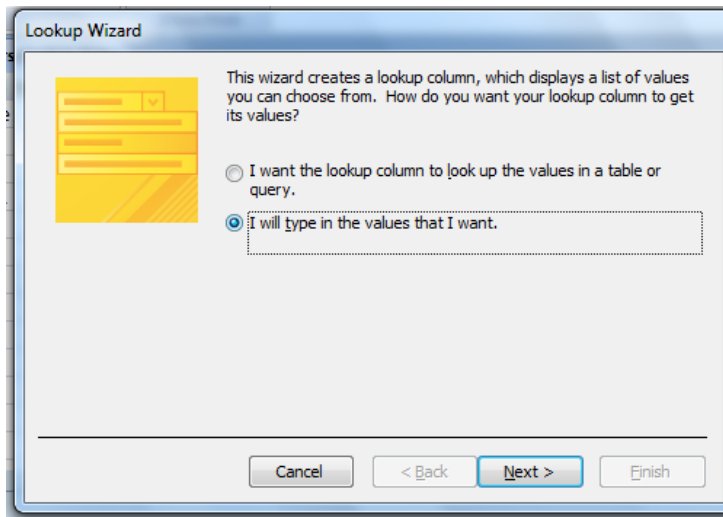 Lookup Wizard
This wizard creates a lookup column, which displays a list of values
you can choose from. How do you want your lookup column to get
its values?
I want the lookup column to look up the values in a table or
query.
I will type in the values that I want.
Cancel
< Back
Next >
Finish